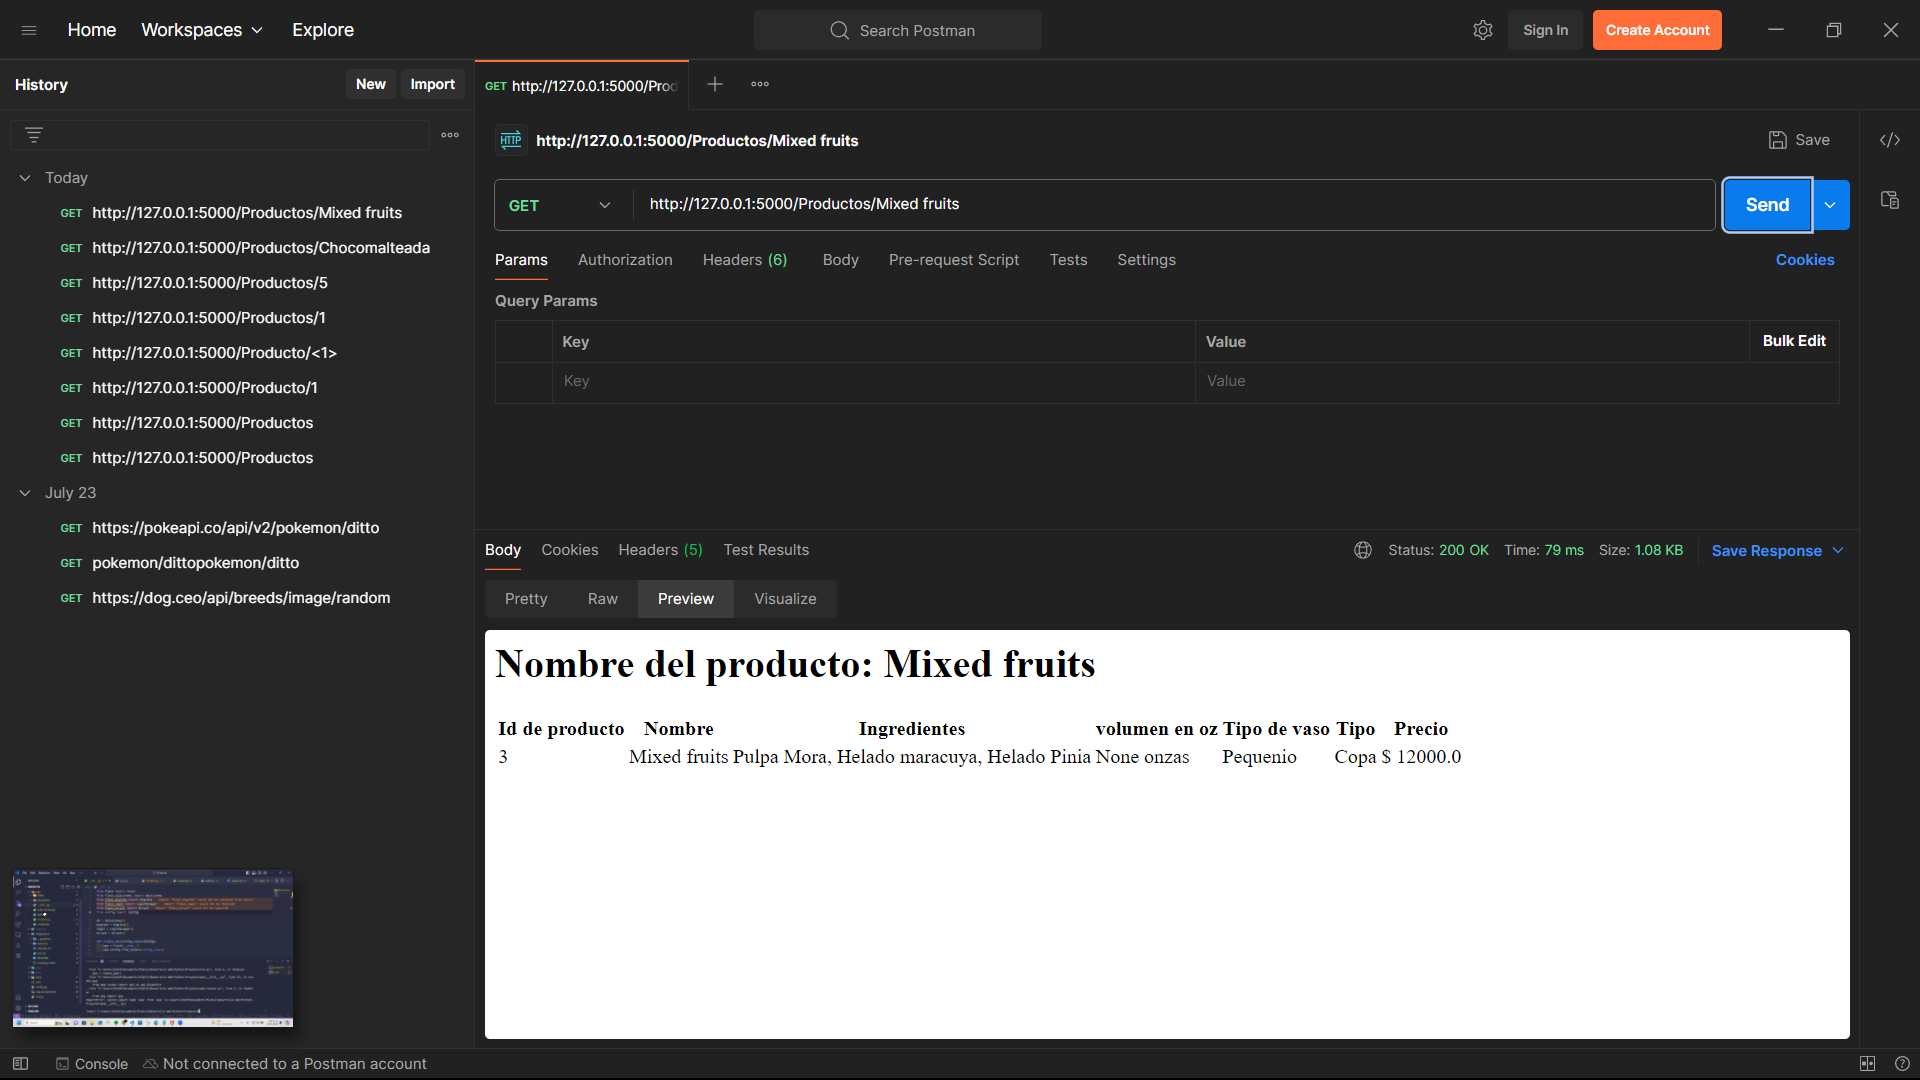 Home Workspaces Explore
Search Postman
Sign In Create Account
History New Import
GET http://127.0.0.1:5000/Prod
http://127.0.0.1:5000/Productos/Mixed fruits
Save
Today
GET http://127.0.0.1:5000/Productos/Mixed fruits
GET http://127.0.0.1:5000/Productos/Chocomalteada
GET http://127.0.0.1:5000/Productos/5
GET http://127.0.0.1:5000/Productos/1
GET http://127.0.0.1:5000/Producto/<1>
GET http://127.0.0.1:5000/Producto/1
GET http://127.0.0.1:5000/Productos
GET http://127.0.0.1:5000/Productos
July 23
GET https://pokeapi.co/api/v2/pokemon/ditto
GET pokemon/dittopokemon/ditto
GET https://dog.ceo/api/breeds/image/random
HTTP
GET http://127.0.0.1:5000/Productos/Mixed fruits Send
Params Authorization Headers (6) Body Pre-request Script Tests Settings Cookies
Query Params
Key Value Bulk Edit
Key Value
Body Cookies Headers (5) Test Results Status: 200 OK Time: 79 ms Size: 1.08 KB Save Response
Pretty Raw Preview Visualize
Nombre del producto: Mixed fruits
Id de producto Nombre Ingredientes volumen en oz Tipo de vaso Tipo Precio
3 Mixed fruits Pulpa Mora, Helado maracuya, Helado Pinia None onzas Pequenio Copa $ 12000.0
Console Not connected to a Postman account